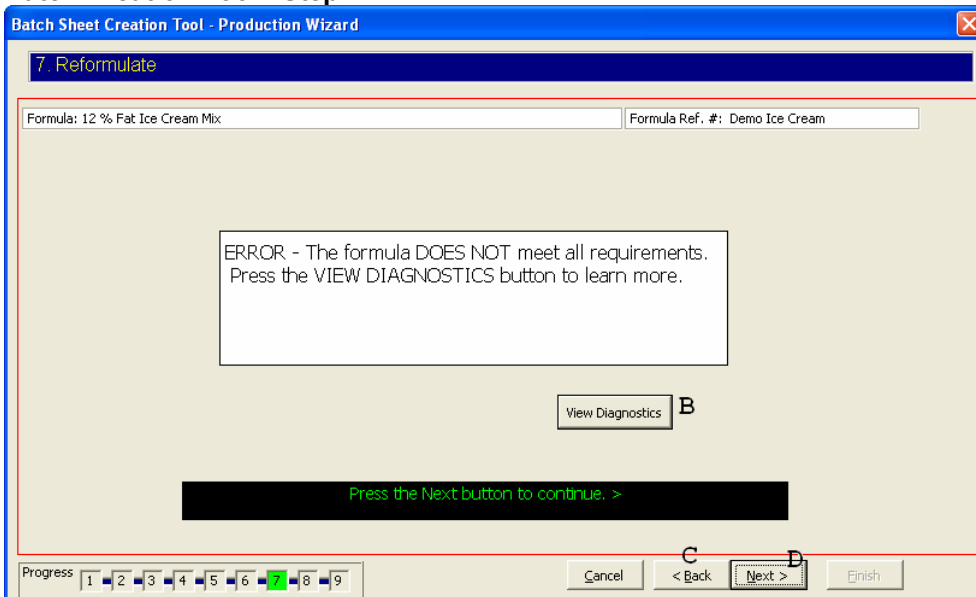 Batch Sheet Creation Tool - Production Wizard
7. Reformulate
Formula: 12 % Fat Ice Cream Mix Formula Ref. #: Demo Ice Cream
ERROR - The formula DOES NOT meet all requirements.
Press the VIEW DIAGNOSTICS button to learn more.
View Diagnostics B
Press the Next button to continue. >
C D
Progress 1 2 3 4 5 6 7 8 9 Cancel < Back Next > Finish